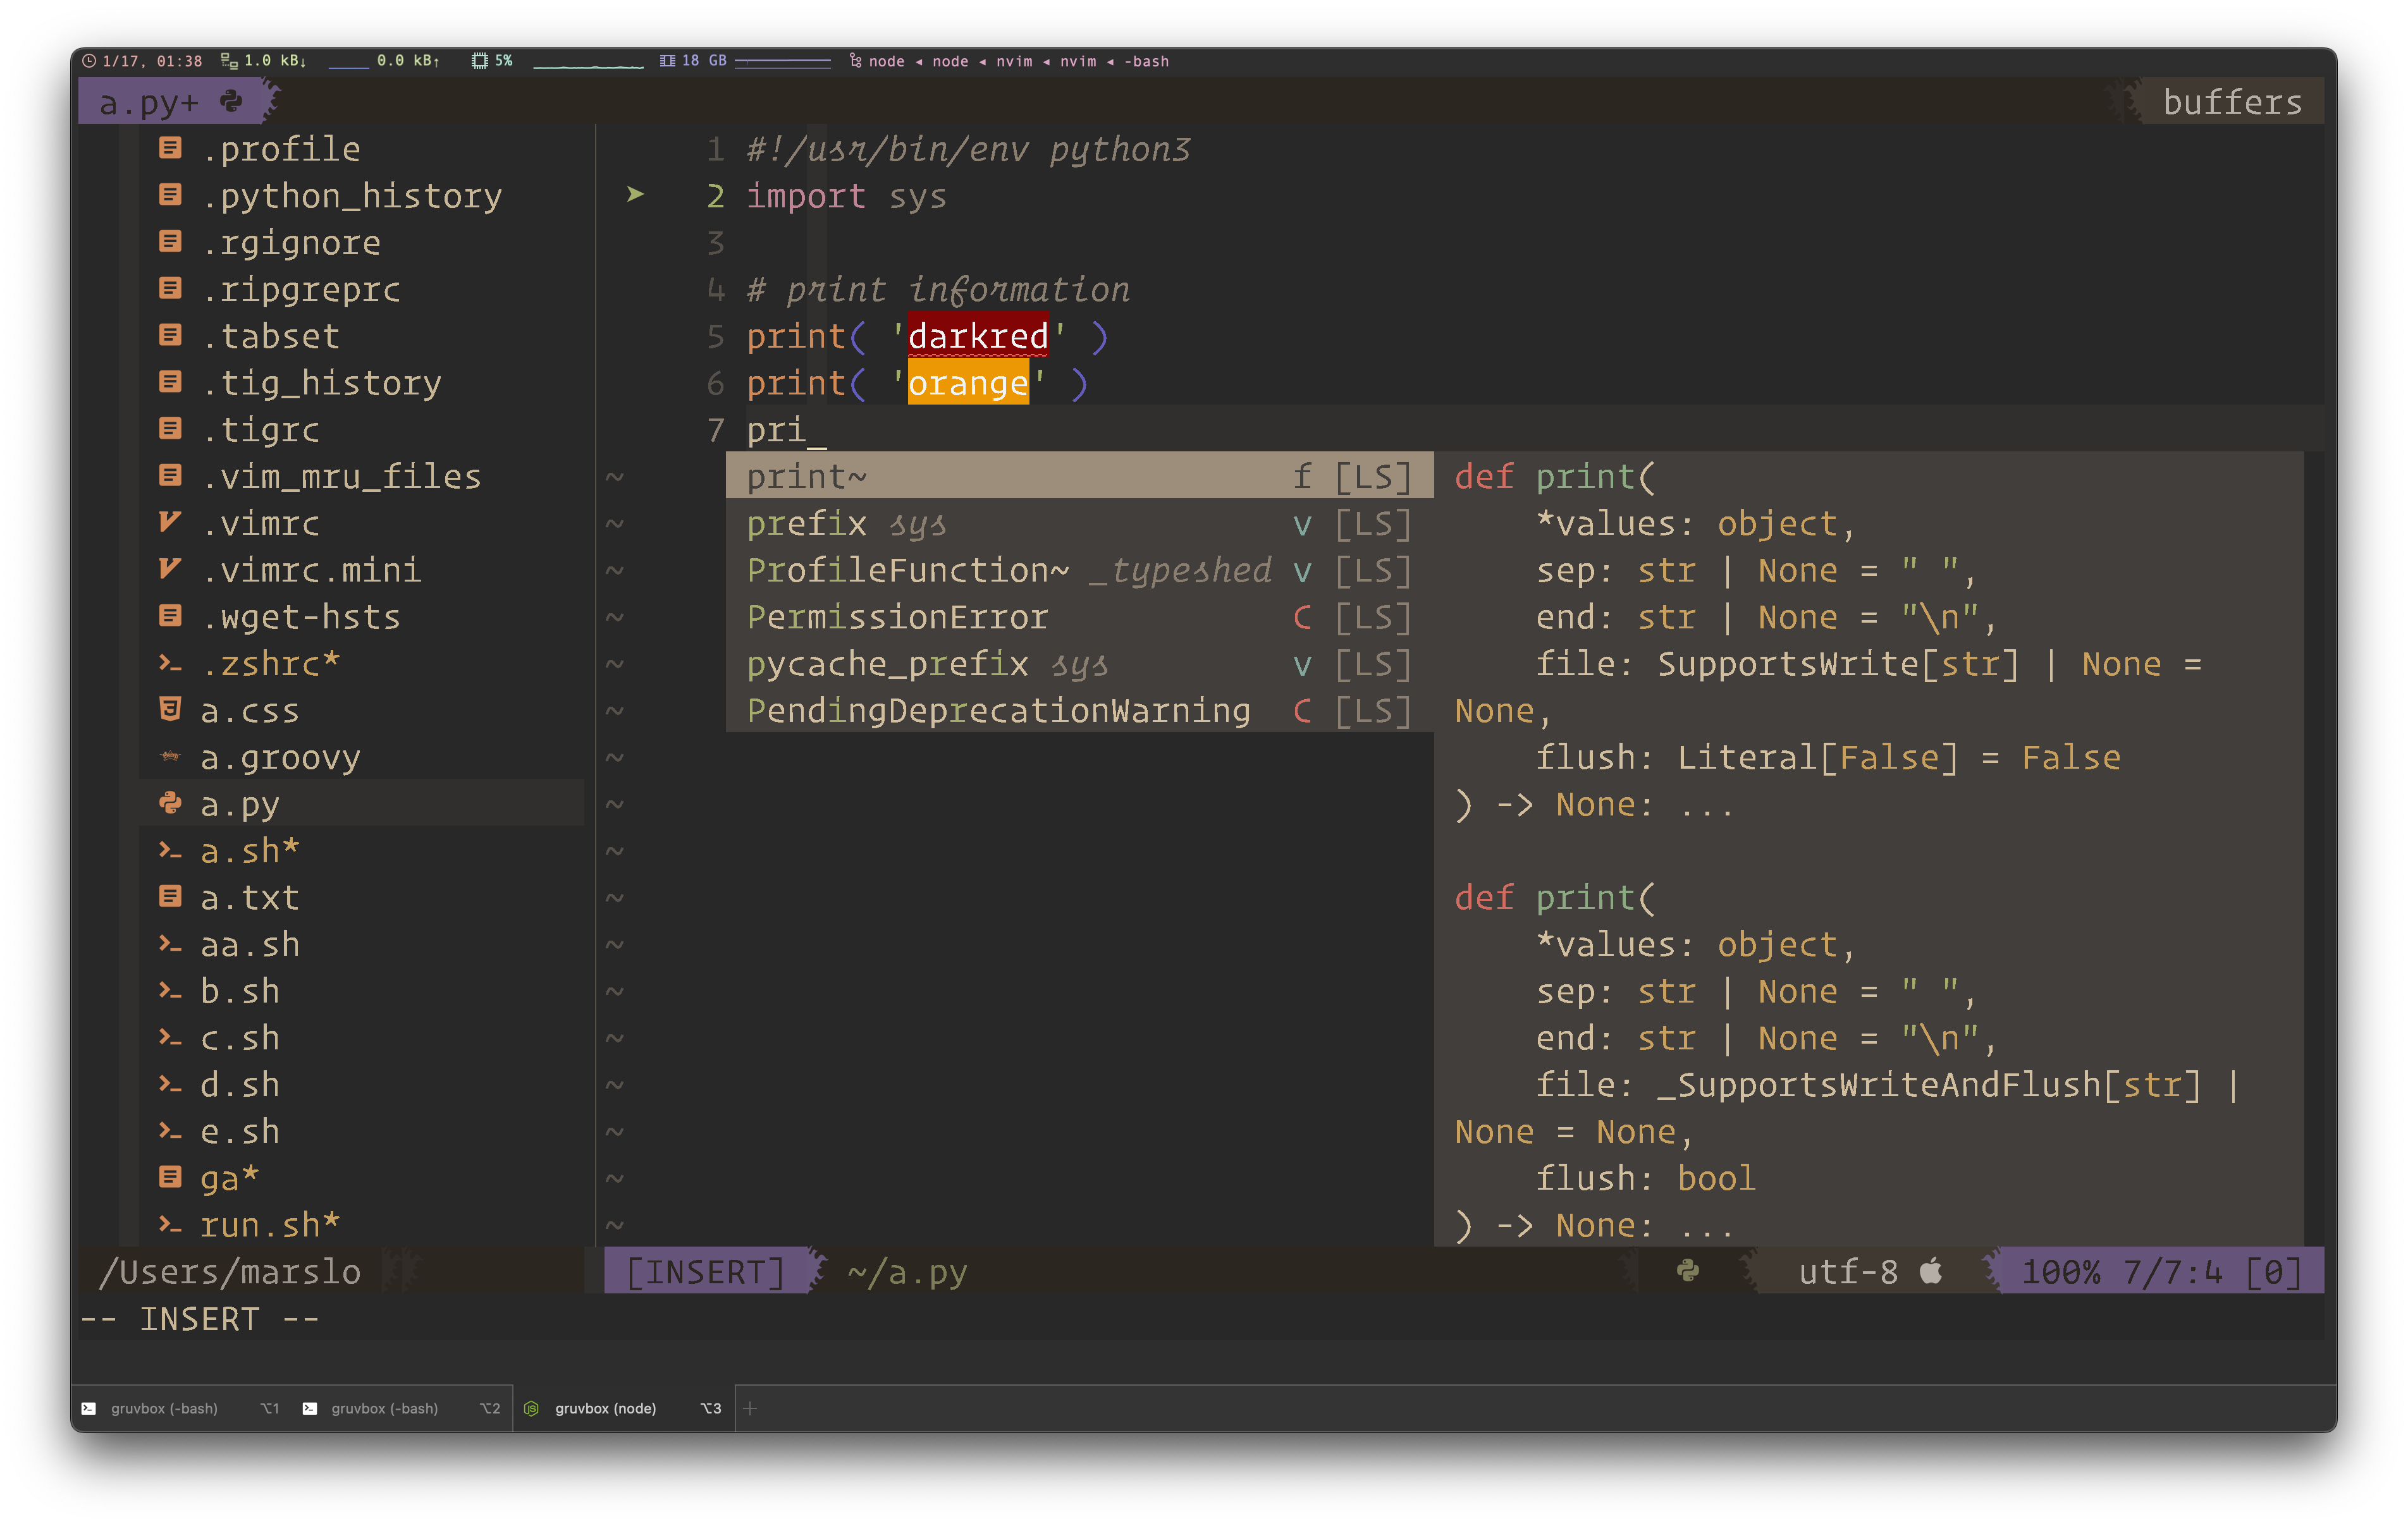 1/17, 01:38 1.0 kB↓ 0.0 kB↑ 5% 18 GB node ◂ node ◂ nvim ◂ nvim ◂ -bash
a.py+ buffers
.profile
.python_history
.rgignore
.ripgreprc
.tabset
.tig_history
.tigrc
.vim_mru_files
.vimrc
.vimrc.mini
.wget-hsts
.zshrc*
a.css
a.groovy
a.py
a.sh*
a.txt
aa.sh
b.sh
c.sh
d.sh
e.sh
ga*
run.sh*
1 #!/usr/bin/env python3
➤ 2 import sys
3
4 # print information
5 print( 'darkred' )
6 print( 'orange' )
7 pri_
~ print~ f [LS]
~ prefix sys v [LS]
~ ProfileFunction~ _typeshed v [LS]
~ PermissionError C [LS]
~ pycache_prefix sys v [LS]
~ PendingDeprecationWarning C [LS]
~
~
~
~
~
~
~
~
~
~
~
def print(
*values: object,
sep: str | None = " ",
end: str | None = "\n",
file: SupportsWrite[str] | None =
None,
flush: Literal[False] = False
) -> None: ...
def print(
*values: object,
sep: str | None = " ",
end: str | None = "\n",
file: _SupportsWriteAndFlush[str] |
None = None,
flush: bool
) -> None: ...
/Users/marslo [INSERT] ~/a.py utf-8 100% 7/7:4 [0]
-- INSERT --
gruvbox (-bash) ⌥1 gruvbox (-bash) ⌥2 gruvbox (node) ⌥3 +